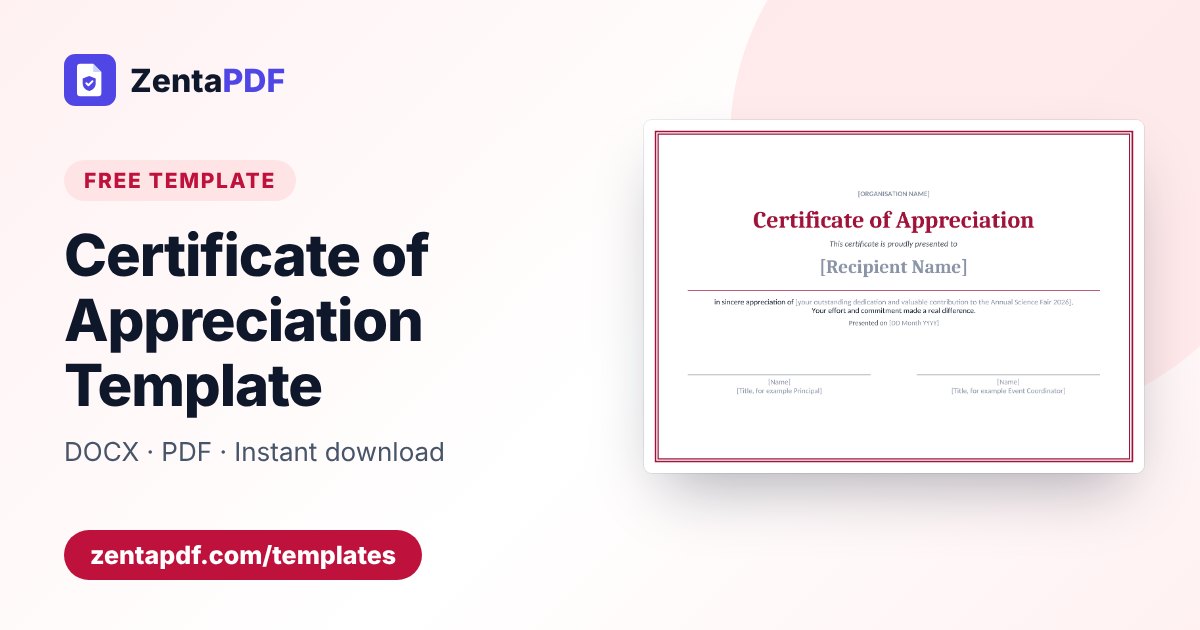 ZentaPDF
FREE TEMPLATE
Certificate of
Appreciation
Template
DOCX · PDF · Instant download
zentapdf.com/templates
[ORGANISATION NAME]
Certificate of Appreciation
This certificate is proudly presented to
[Recipient Name]
in sincere appreciation of [your outstanding dedication and valuable contribution to the Annual Science Fair 2026].
Your effort and commitment made a real difference.
Presented on [DD Month YYYY]
[Name]
[Title, for example Principal]
[Name]
[Title, for example Event Coordinator]